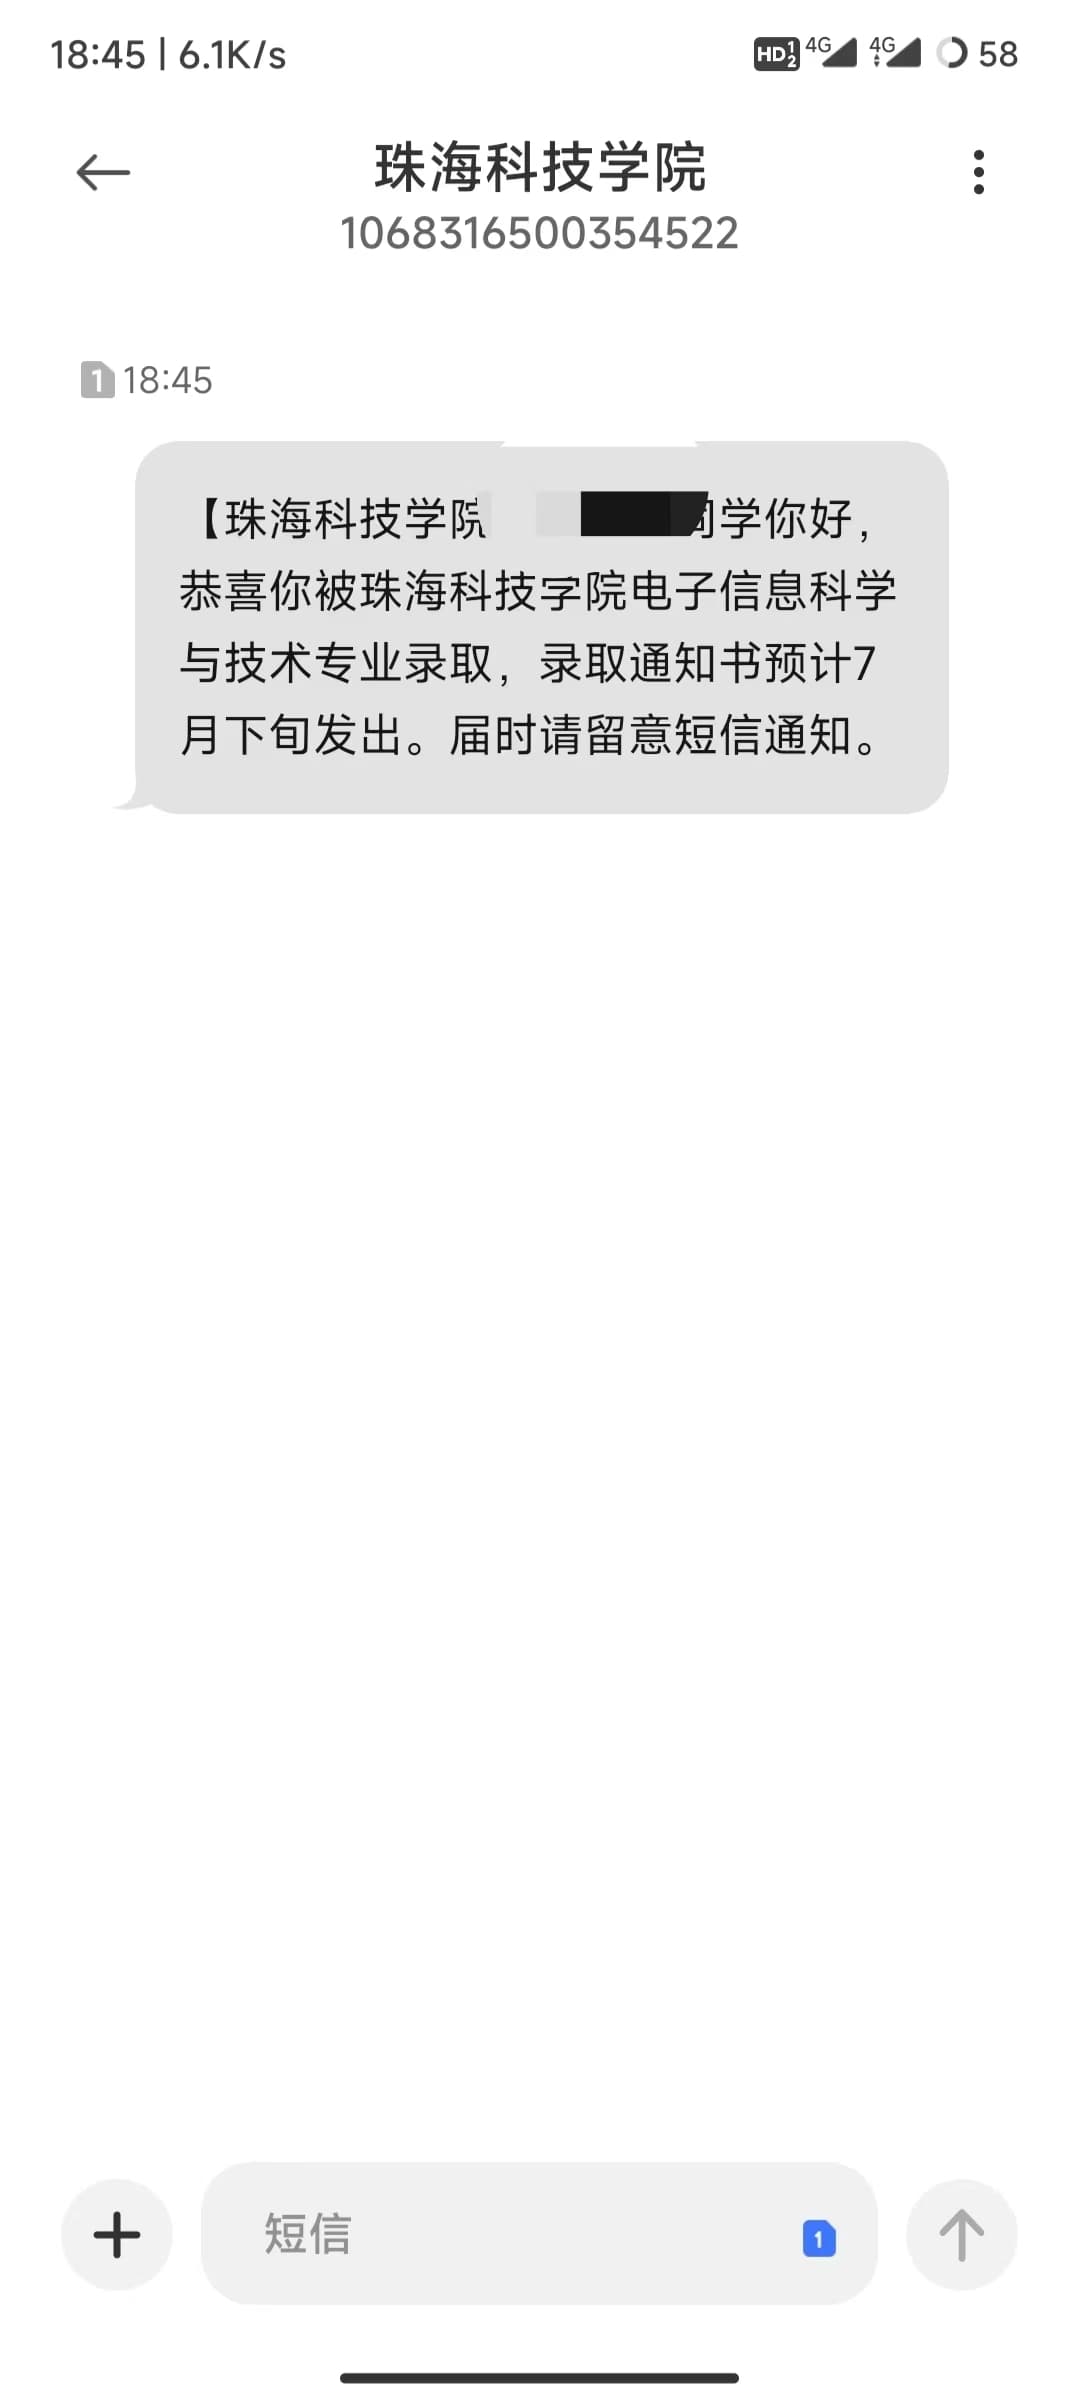 18:45 | 6.1K/s
HD 1 2 4G 4G 58
珠海科技学院
1068316500354522
1 18:45
【珠海科技学院 同学你好，
恭喜你被珠海科技学院电子信息科学
与技术专业录取，录取通知书预计7
月下旬发出。届时请留意短信通知。
短信 1